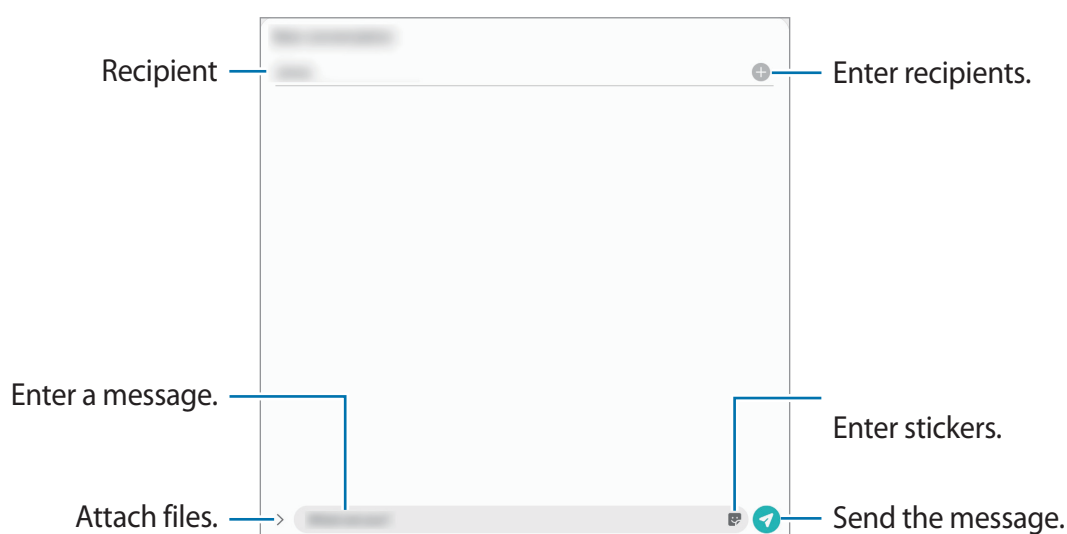 Recipient
Enter recipients.
Enter a message.
Enter stickers.
Attach files.
Send the message.